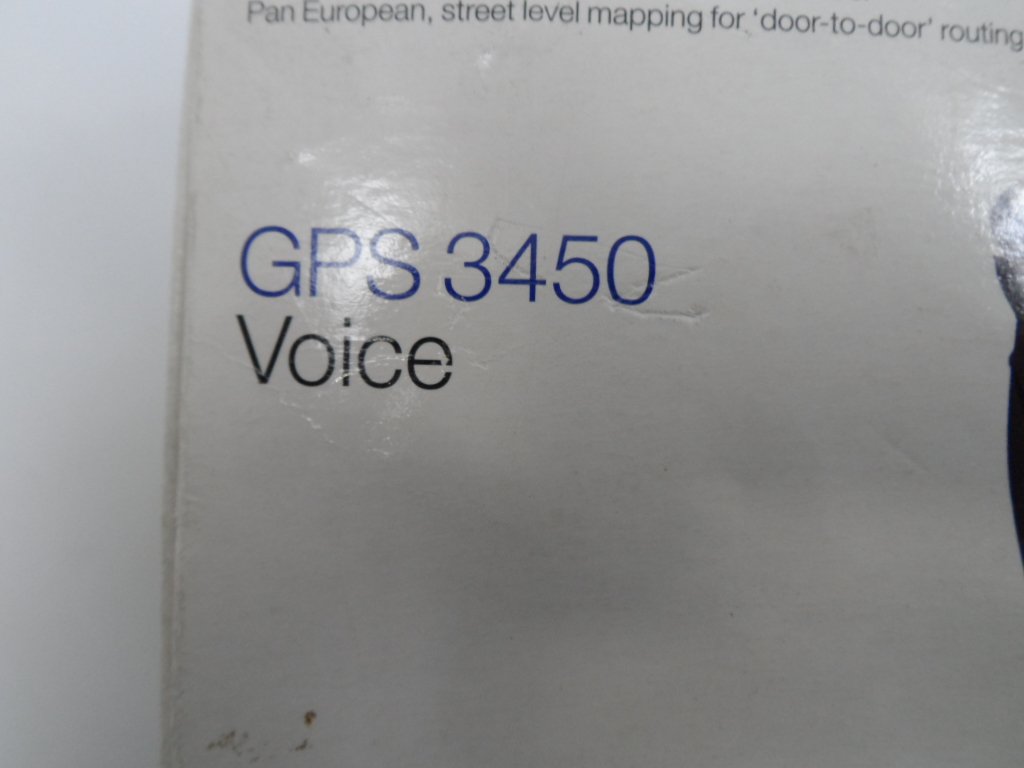 Pan European, street level mapping for 'door-to-door' routing
GPS 3450
Voice